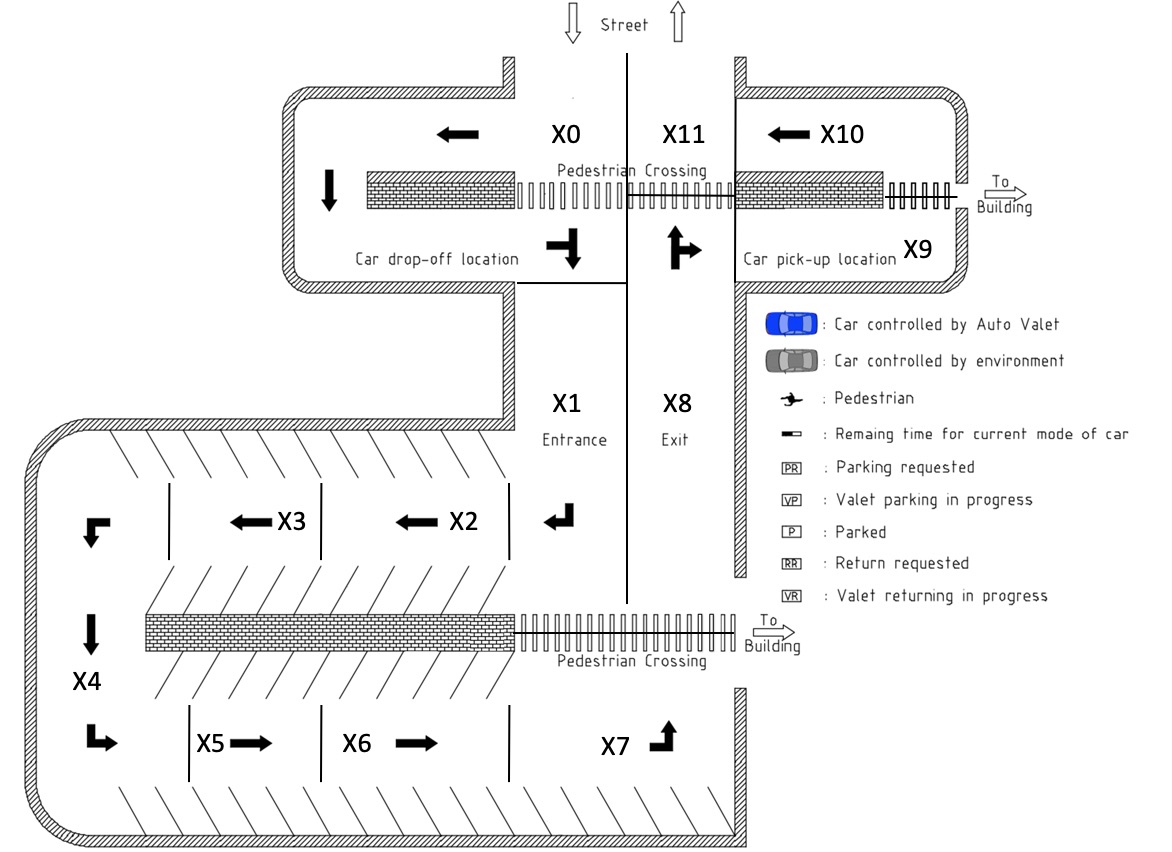 Street
X0
X11
X10
Pedestrian Crossing
To
Building
Car drop-off location
Car pick-up location
X9
: Car controlled by Auto Valet
: Car controlled by environment
X1
X8
: Pedestrian
Entrance
Exit
: Remaing time for current mode of car
PR : Parking requested
VP : Valet parking in progress
X3
X2
P : Parked
RR : Return requested
VR : Valet returning in progress
To
Building
Pedestrian Crossing
X4
X5
X6
X7